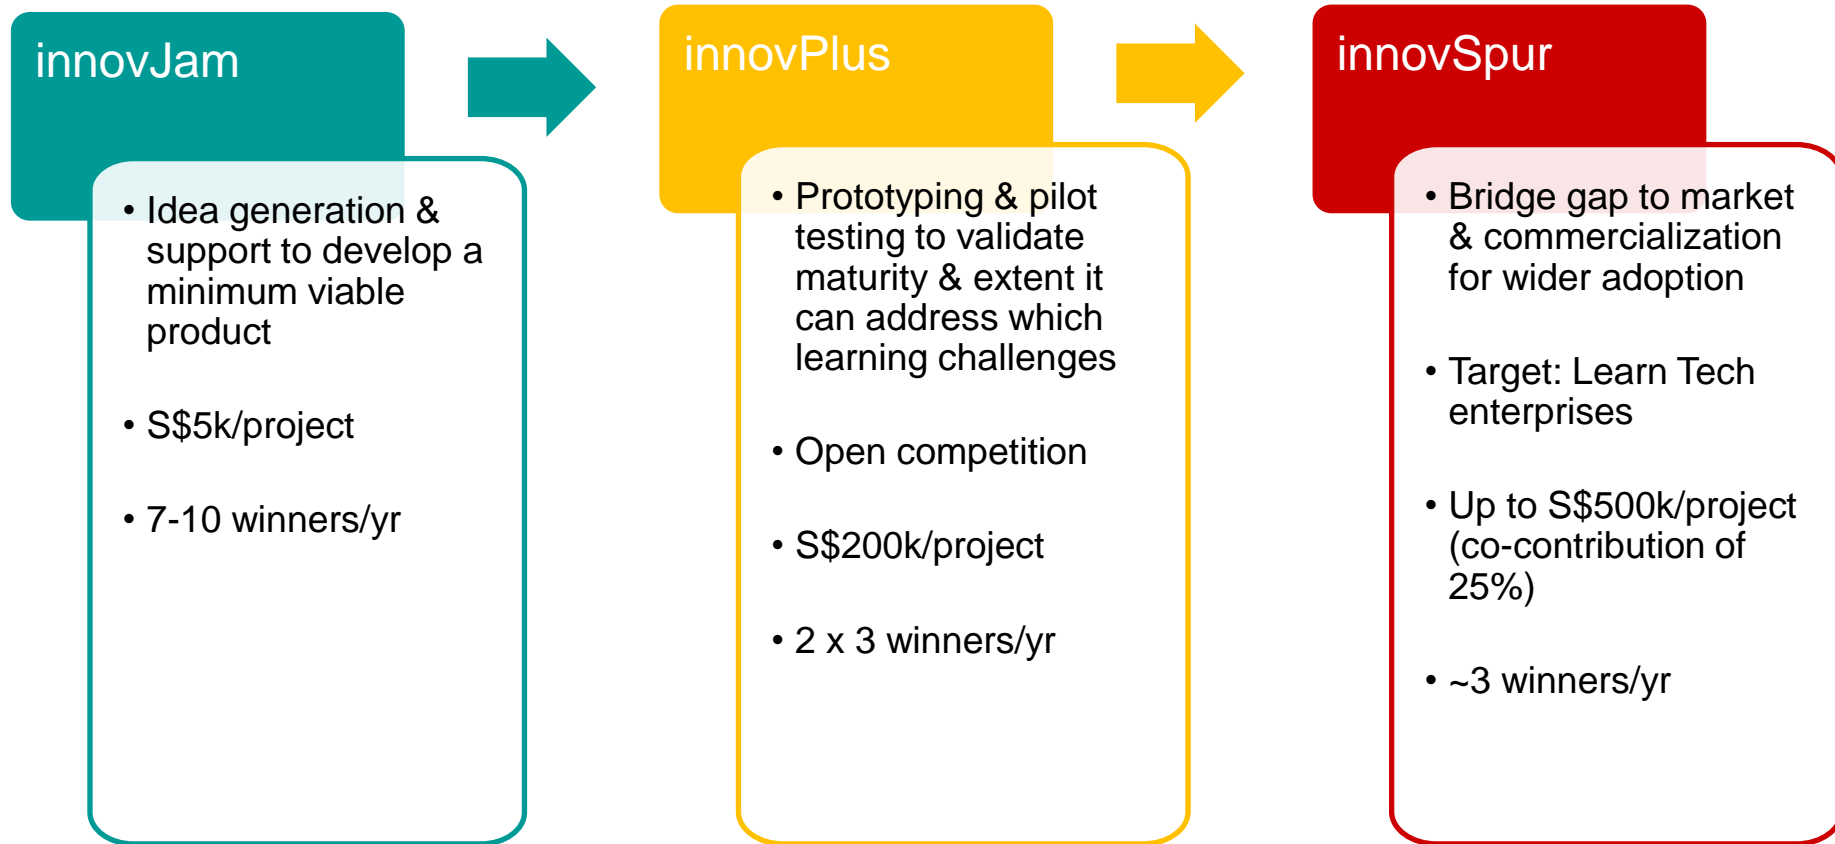 innovJam
• Idea generation &
support to develop a
minimum viable
product
• S$5k/project
• 7-10 winners/yr
innovPlus
• Prototyping & pilot
testing to validate
maturity & extent it
can address which
learning challenges
• Open competition
• S$200k/project
• 2 x 3 winners/yr
innovSpur
• Bridge gap to market
& commercialization
for wider adoption
• Target: Learn Tech
enterprises
• Up to S$500k/project
(co-contribution of
25%)
• ~3 winners/yr